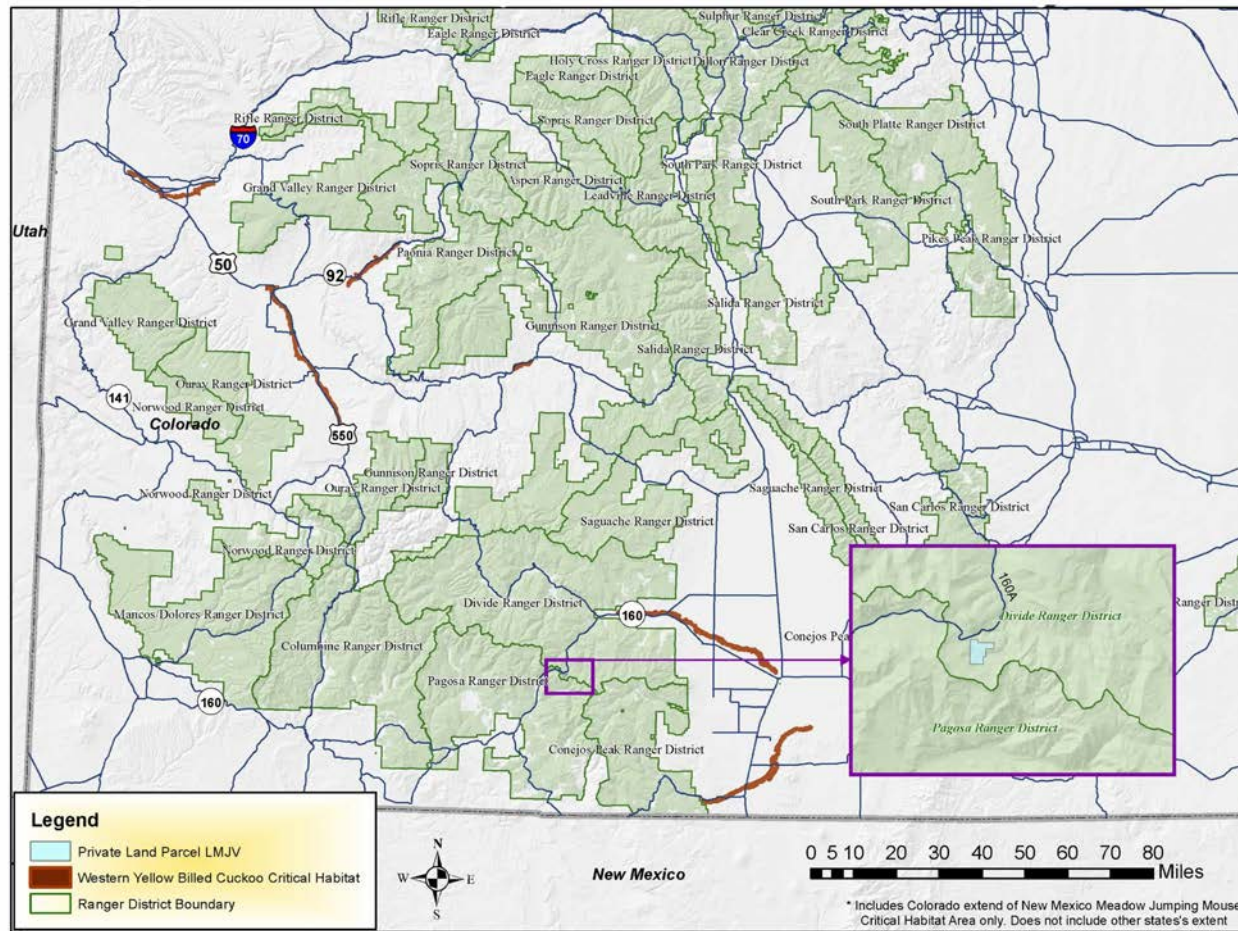 Rifle Ranger District
Eagle Ranger District
Sulphur Ranger District
Clear Creek Ranger District
Holy Cross Ranger District
Dillon Ranger District
Eagle Ranger District
Rifle Ranger District
70
Sopris Ranger District
South Platte Ranger District
Sopris Ranger District
Aspen Ranger District
South Park Ranger District
Grand Valley Ranger District
Leadville Ranger District
South Park Ranger District
Utah
Pikes Peak Ranger District
50
92
Paonia Ranger District
Salida Ranger District
Grand Valley Ranger District
Gunnison Ranger District
Salida Ranger District
Ouray Ranger District
141
Norwood Ranger District
Colorado
550
Gunnison Ranger District
Ouray Ranger District
Norwood Ranger District
Saguache Ranger District
San Carlos Ranger District
Saguache Ranger District
San Carlos Ranger District
Norwood Ranger District
160A
Mancos/Dolores Ranger District
Divide Ranger District
160
Divide Ranger District
Columbine Ranger District
Conejos Pea
Pagosa Ranger District
160
Pagosa Ranger District
Conejos Peak Ranger District
Legend
Private Land Parcel LMJV
Western Yellow Billed Cuckoo Critical Habitat
Ranger District Boundary
N
W E
S
New Mexico
0 5 10 20 30 40 50 60 70 80
Miles
* Includes Colorado extend of New Mexico Meadow Jumping Mouse
Critical Habitat Area only. Does not include other states's extent